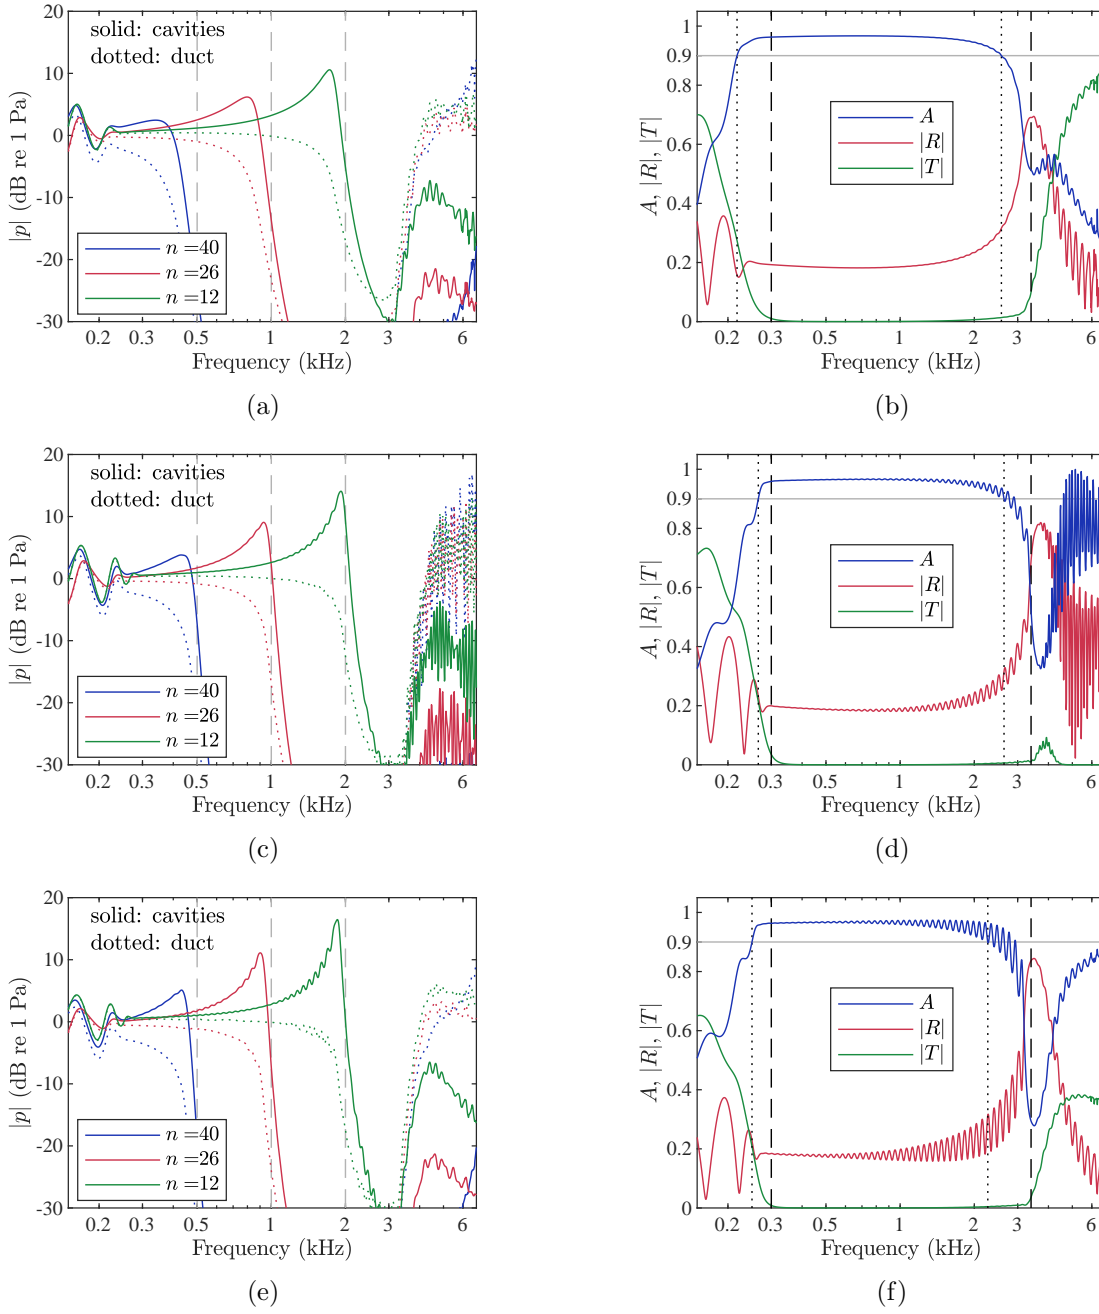 20
10
0
-10
-20
-30
|p| (dB re 1 Pa)
solid: cavities
dotted: duct
n =40
n =26
n =12
0.2 0.3 0.5 1 2 3 6
Frequency (kHz)
(a)
1
0.9
0.8
0.6
0.4
0.2
0
A, |R|, |T|
A
|R|
|T|
0.2 0.3 0.5 1 2 3 6
Frequency (kHz)
(b)
20
10
0
-10
-20
-30
|p| (dB re 1 Pa)
solid: cavities
dotted: duct
n =40
n =26
n =12
0.2 0.3 0.5 1 2 3 6
Frequency (kHz)
(c)
1
0.9
0.8
0.6
0.4
0.2
0
A, |R|, |T|
A
|R|
|T|
0.2 0.3 0.5 1 2 3 6
Frequency (kHz)
(d)
20
10
0
-10
-20
-30
|p| (dB re 1 Pa)
solid: cavities
dotted: duct
n =40
n =26
n =12
0.2 0.3 0.5 1 2 3 6
Frequency (kHz)
(e)
1
0.9
0.8
0.6
0.4
0.2
0
A, |R|, |T|
A
|R|
|T|
0.2 0.3 0.5 1 2 3 6
Frequency (kHz)
(f)